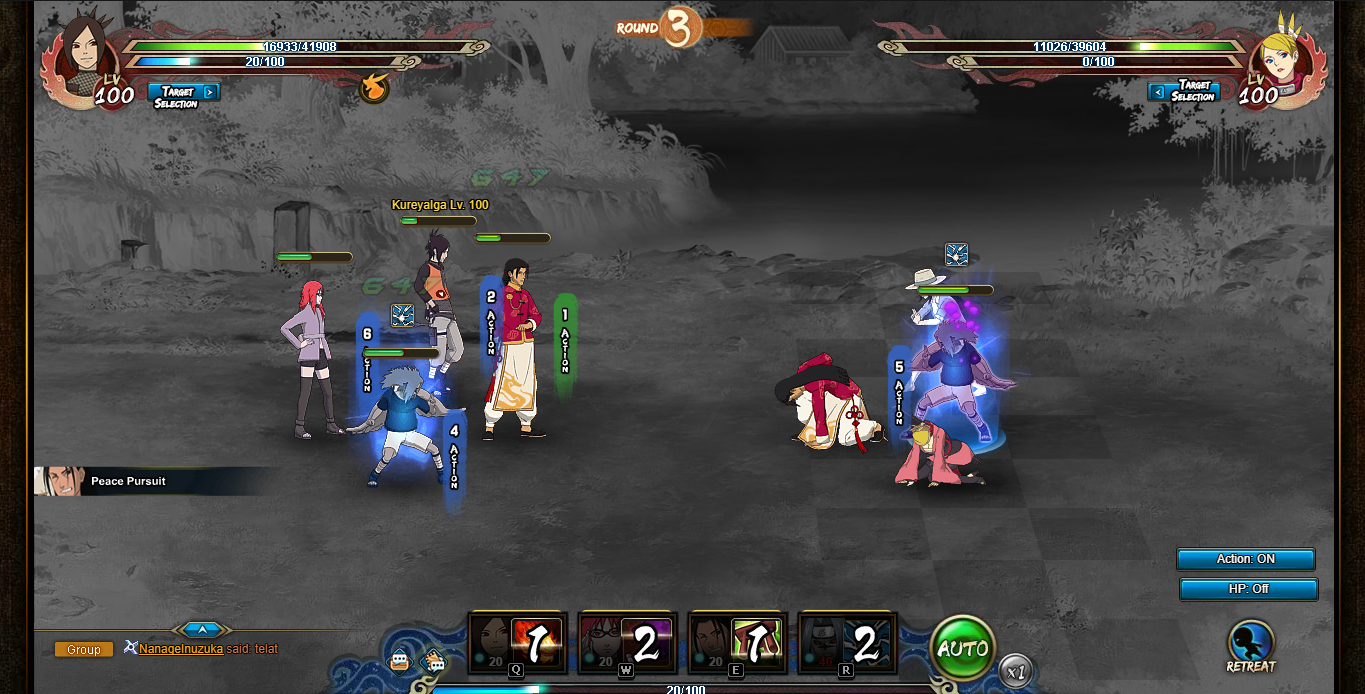 ROUND 3
16933/41908
20/100
LV
100
TARGET
SELECTION
11026/39604
0/100
TARGET
SELECTION
LV
100
647
Kureyalga Lv. 100
64
2
ACTION
1
ACTION
6
ACTION
5
ACTION
4
ACTION
Peace Pursuit
Action: ON
HP: Off
Group
NanageInuzuka said: telat
20
1
Q
20
2
W
20
1
E
2
R
AUTO
x1
RETREAT
20/100